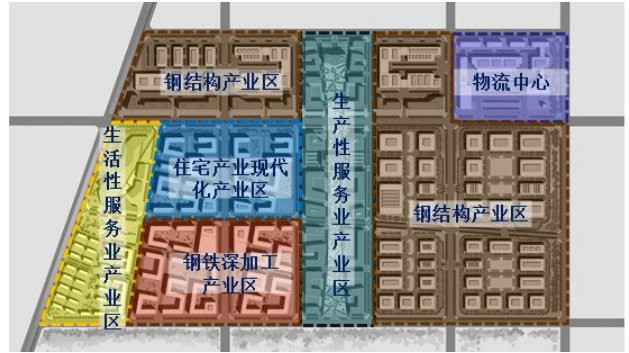 钢结构产业区
物流中心
生产性服务业产业区
生活性服务业产业区
住宅产业现代
化产业区
钢结构产业区
钢铁深加工
产业区